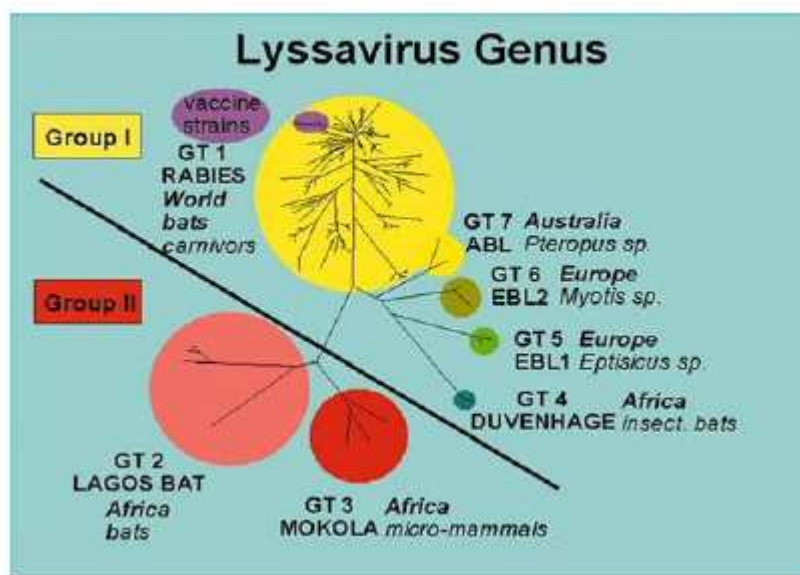 Lyssavirus Genus
vaccine
strains
Group I
GT 1
RABIES
World
bats
carnivors
GT 7 Australia
ABL Pteropus sp.
GT 6 Europe
EBL2 Myotis sp.
Group II
GT 5 Europe
EBL1 Eptisicus sp.
GT 4 Africa
DUVENHAGE insect. bats
GT 2
LAGOS BAT
Africa
bats
GT 3 Africa
MOKOLA micro-mammals